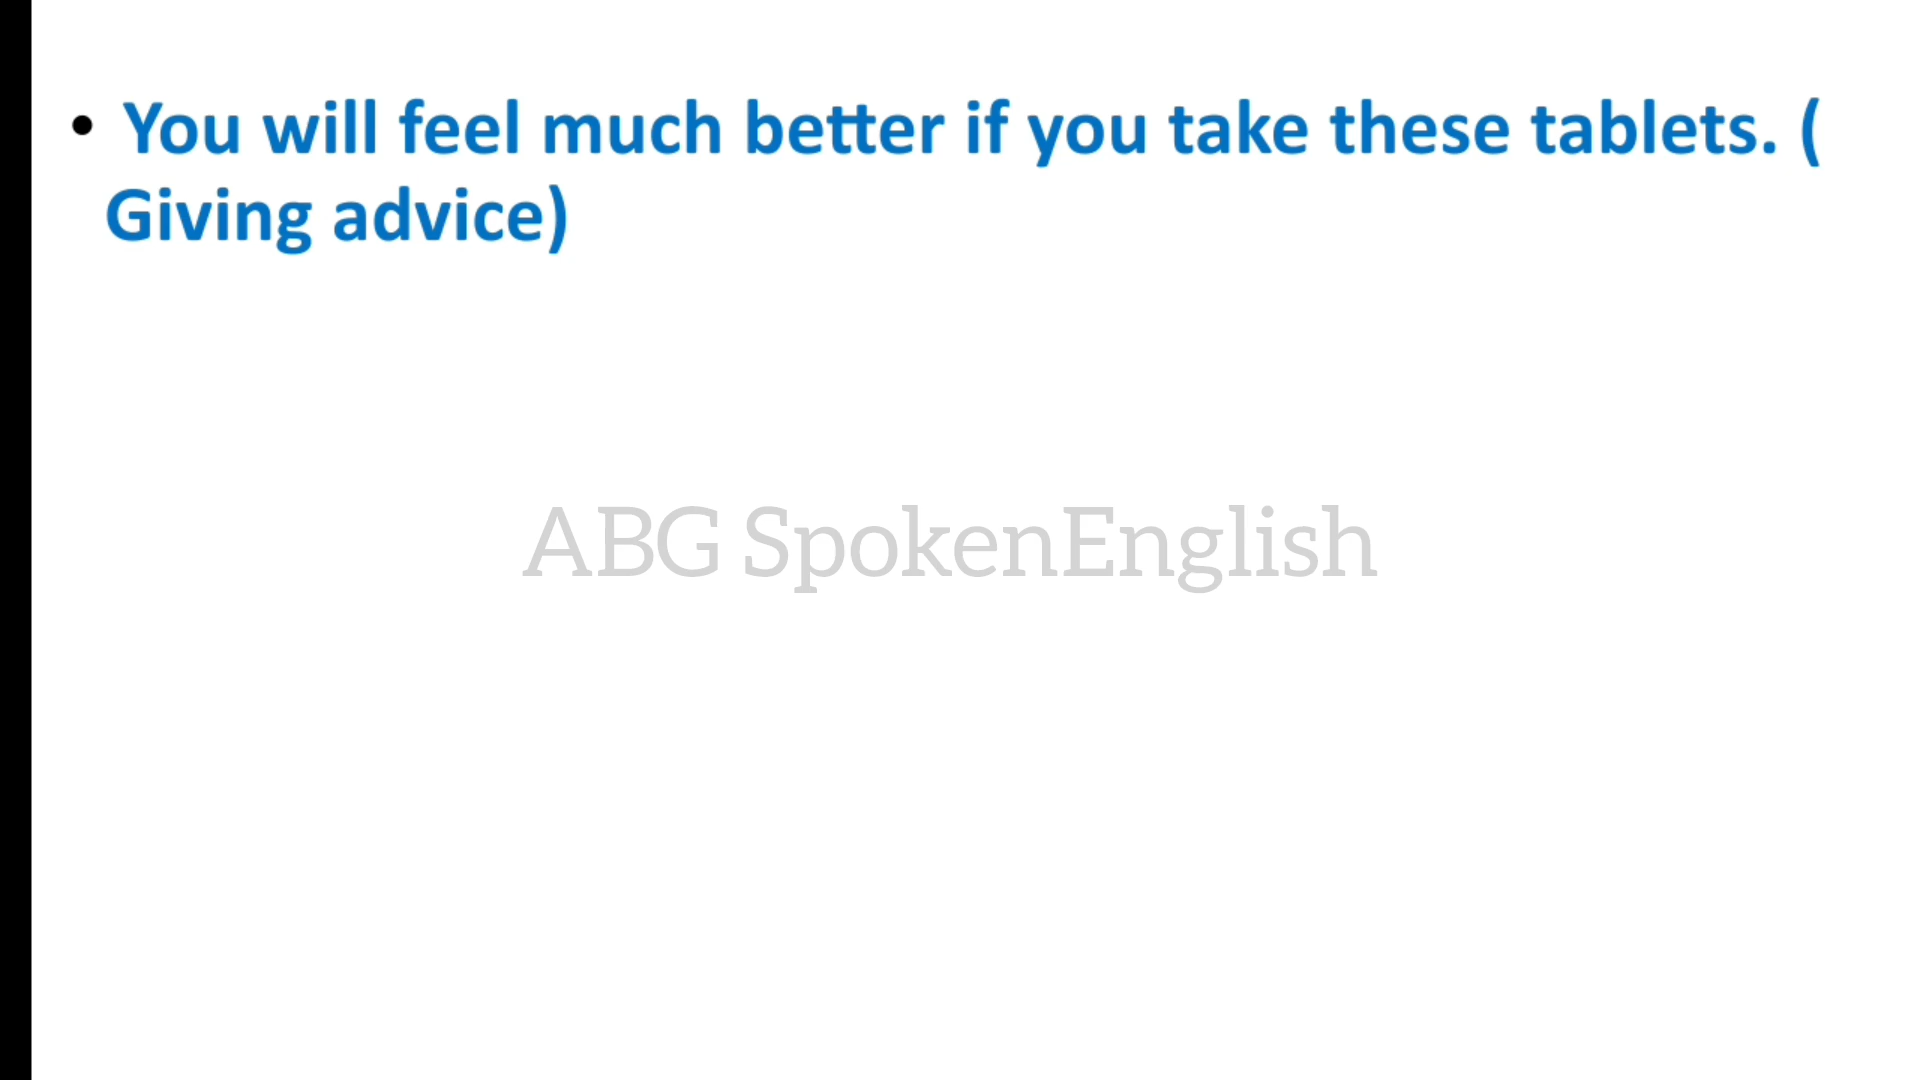 • You will feel much better if you take these tablets. (
Giving advice)
ABG SpokenEnglish